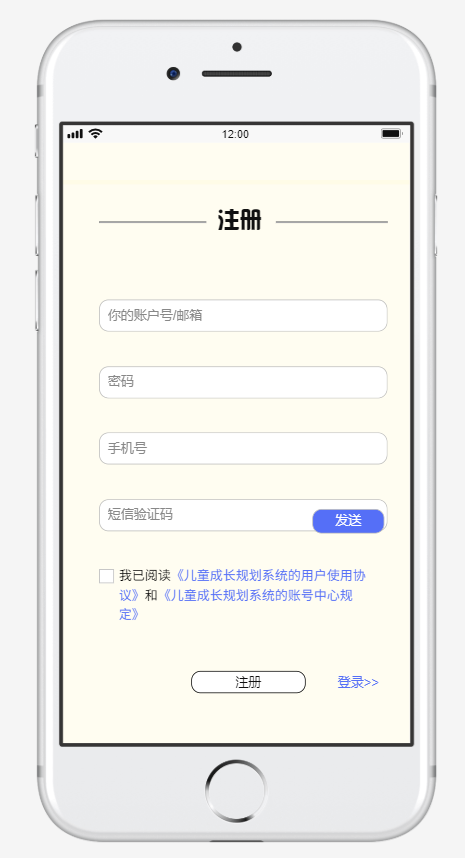 12:00
注册
你的账户号/邮箱
密码
手机号
短信验证码
发送
我已阅读《儿童成长规划系统的用户使用协
议》和《儿童成长规划系统的账号中心规
定》
注册
登录>>